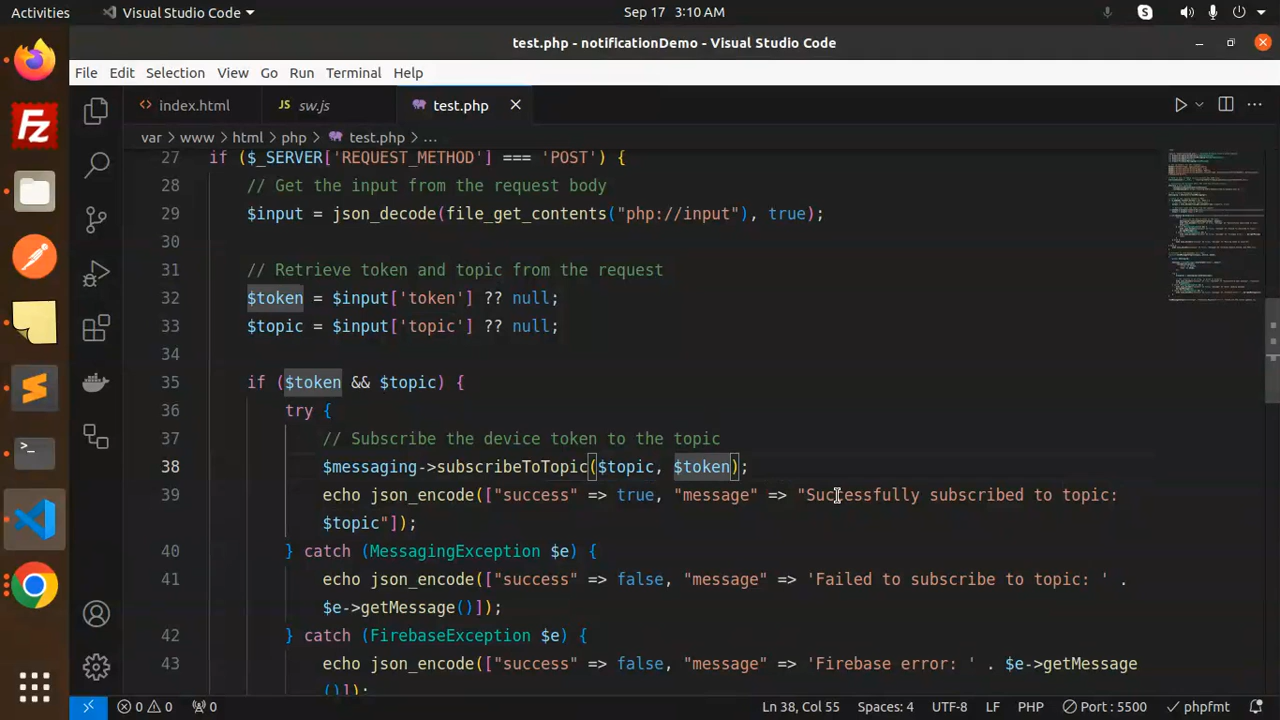 Activities Visual Studio Code Sep 17 3:10 AM
test.php - notificationDemo - Visual Studio Code
File Edit Selection View Go Run Terminal Help
index.html sw.js test.php
var > www > html > php > test.php > ...
27 if ($_SERVER['REQUEST_METHOD'] === 'POST') {
28 // Get the input from the request body
29 $input = json_decode(file_get_contents("php://input"), true);
30
31 // Retrieve token and topic from the request
32 $token = $input['token'] ?? null;
33 $topic = $input['topic'] ?? null;
34
35 if ($token && $topic) {
36 try {
37 // Subscribe the device token to the topic
38 $messaging->subscribeToTopic($topic, $token);
39 echo json_encode(["success" => true, "message" => "Successfully subscribed to topic:
$topic"]);
40 } catch (MessagingException $e) {
41 echo json_encode(["success" => false, "message" => 'Failed to subscribe to topic: ' .
$e->getMessage()]);
42 } catch (FirebaseException $e) {
43 echo json_encode(["success" => false, "message" => 'Firebase error: ' . $e->getMessage
()]);
0 0 0 Ln 38, Col 55 Spaces: 4 UTF-8 LF PHP Port : 5500 phpfmt